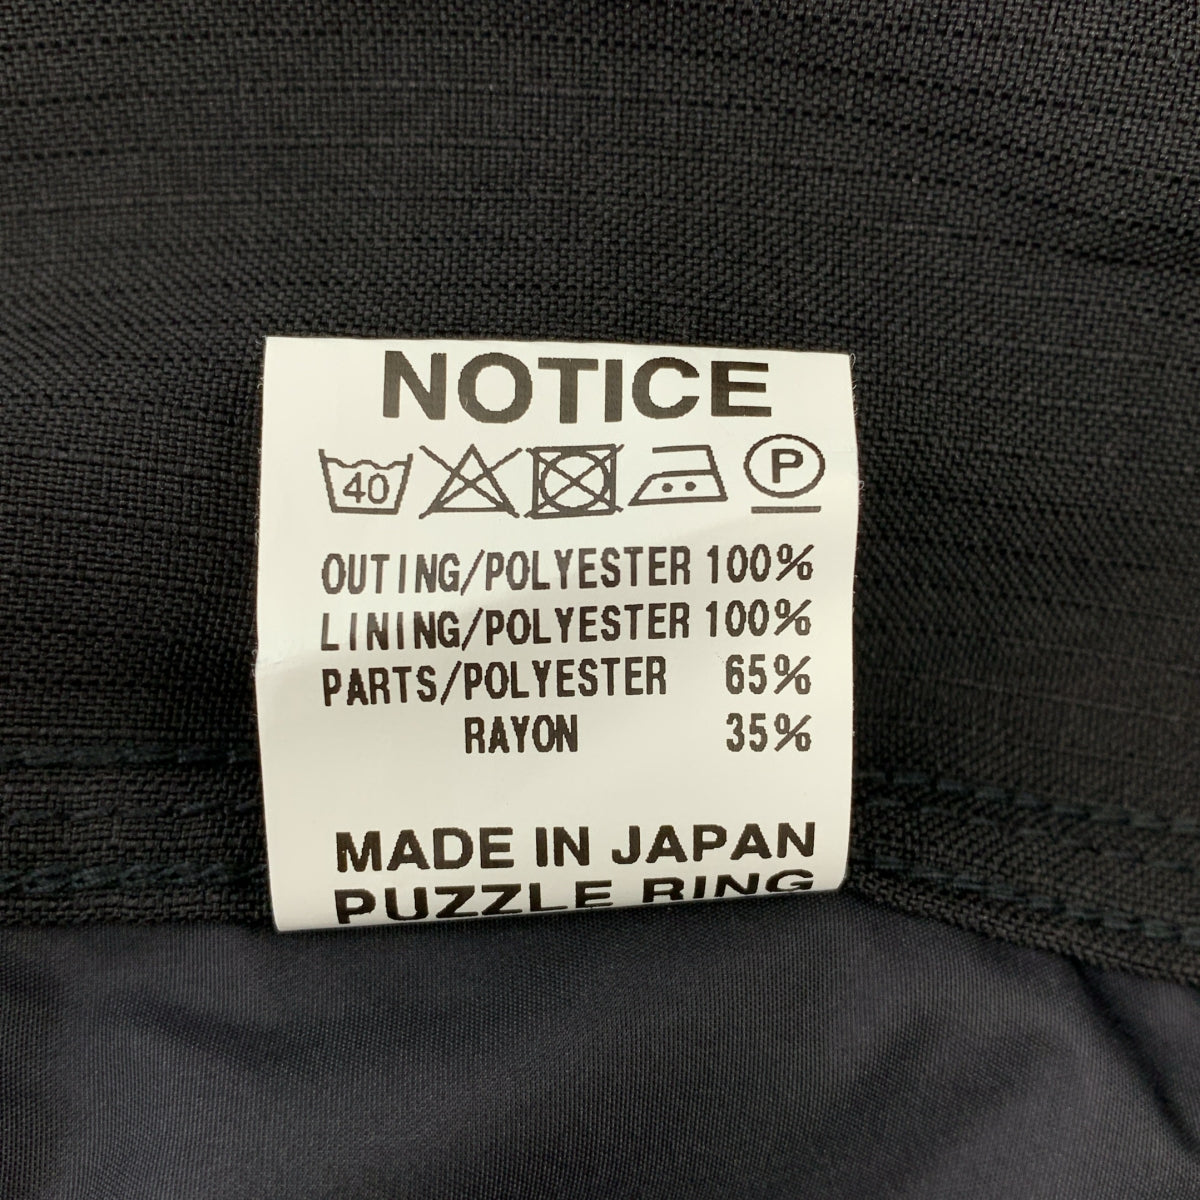 NOTICE
40 P
OUTING/POLYESTER 100%
LINING/POLYESTER 100%
PARTS/POLYESTER 65%
RAYON 35%
MADE IN JAPAN
PUZZLE RING